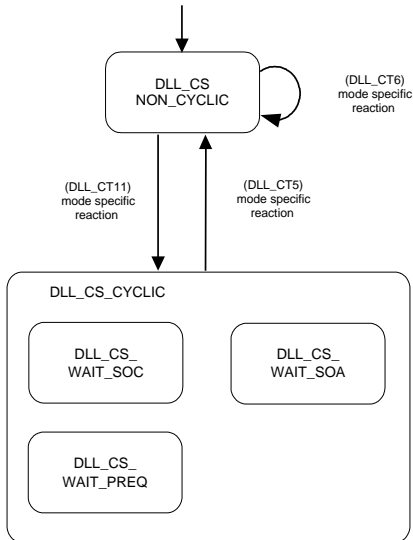 DLL_CS
NON_CYCLIC
(DLL_CT6)
mode specific
reaction
(DLL_CT11)
mode specific
reaction
(DLL_CT5)
mode specific
reaction
DLL_CS_CYCLIC
DLL_CS_
WAIT_SOC
DLL_CS_
WAIT_SOA
DLL_CS_
WAIT_PREQ